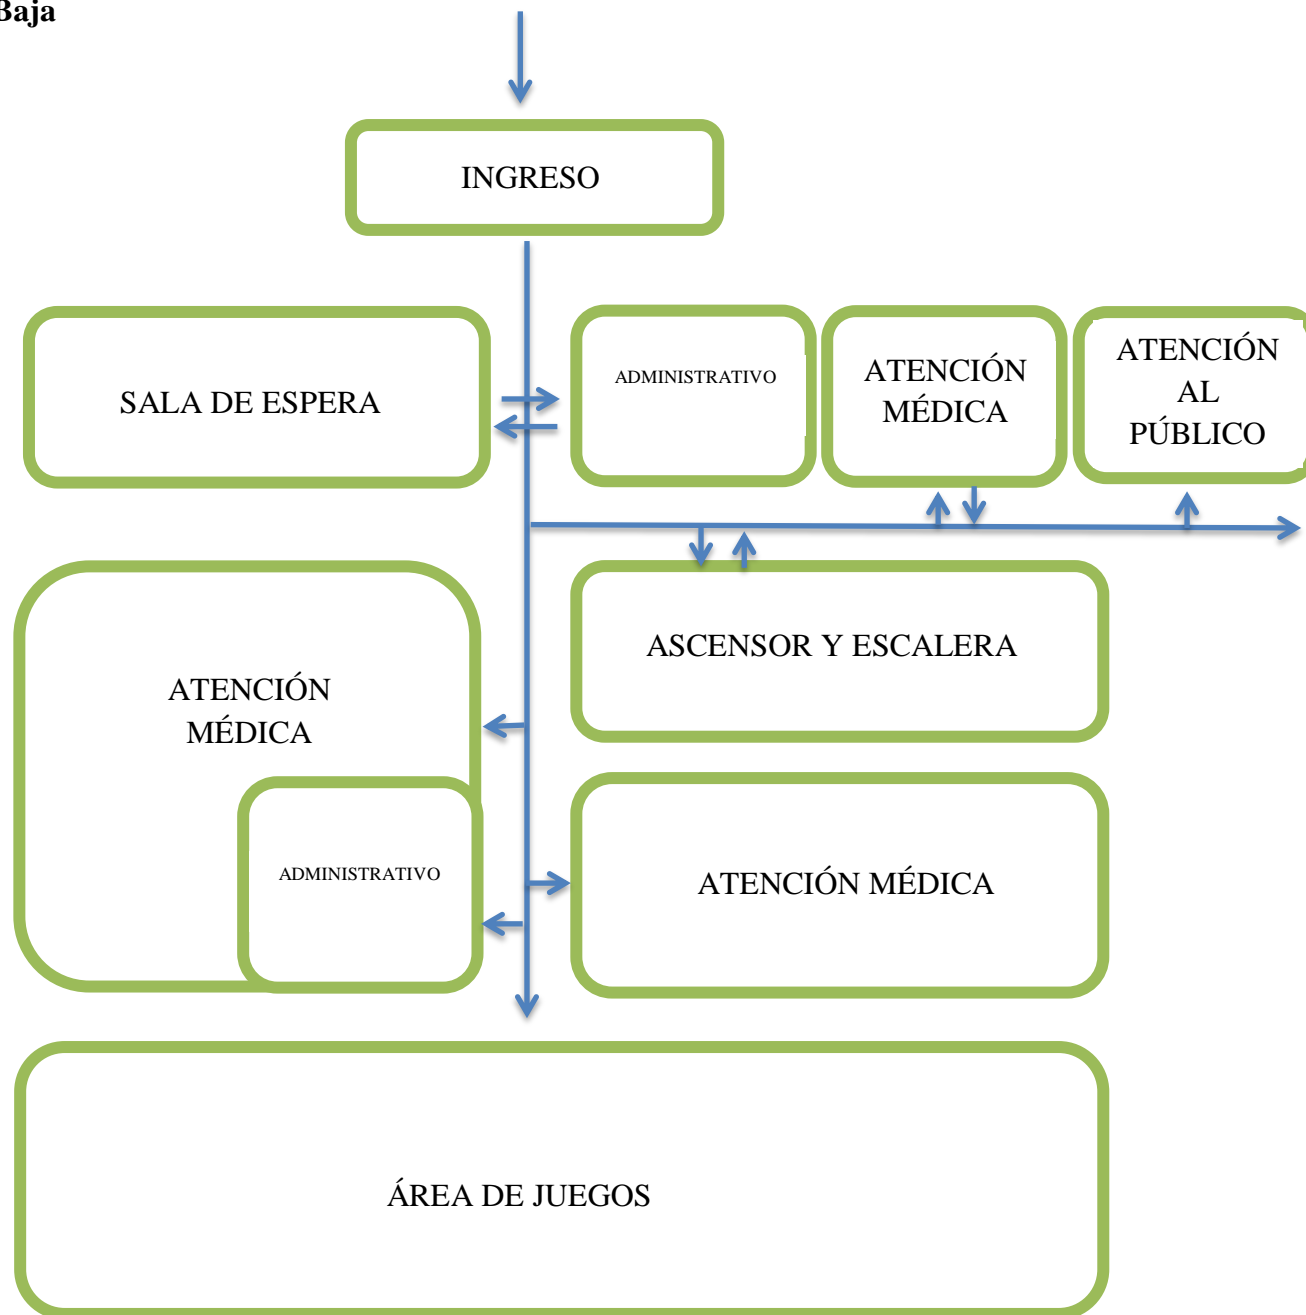 Baja
INGRESO
SALA DE ESPERA
ADMINISTRATIVO
ATENCIÓN
MÉDICA
ATENCIÓN
AL
PÚBLICO
ASCENSOR Y ESCALERA
ATENCIÓN
MÉDICA
ADMINISTRATIVO
ATENCIÓN MÉDICA
ÁREA DE JUEGOS